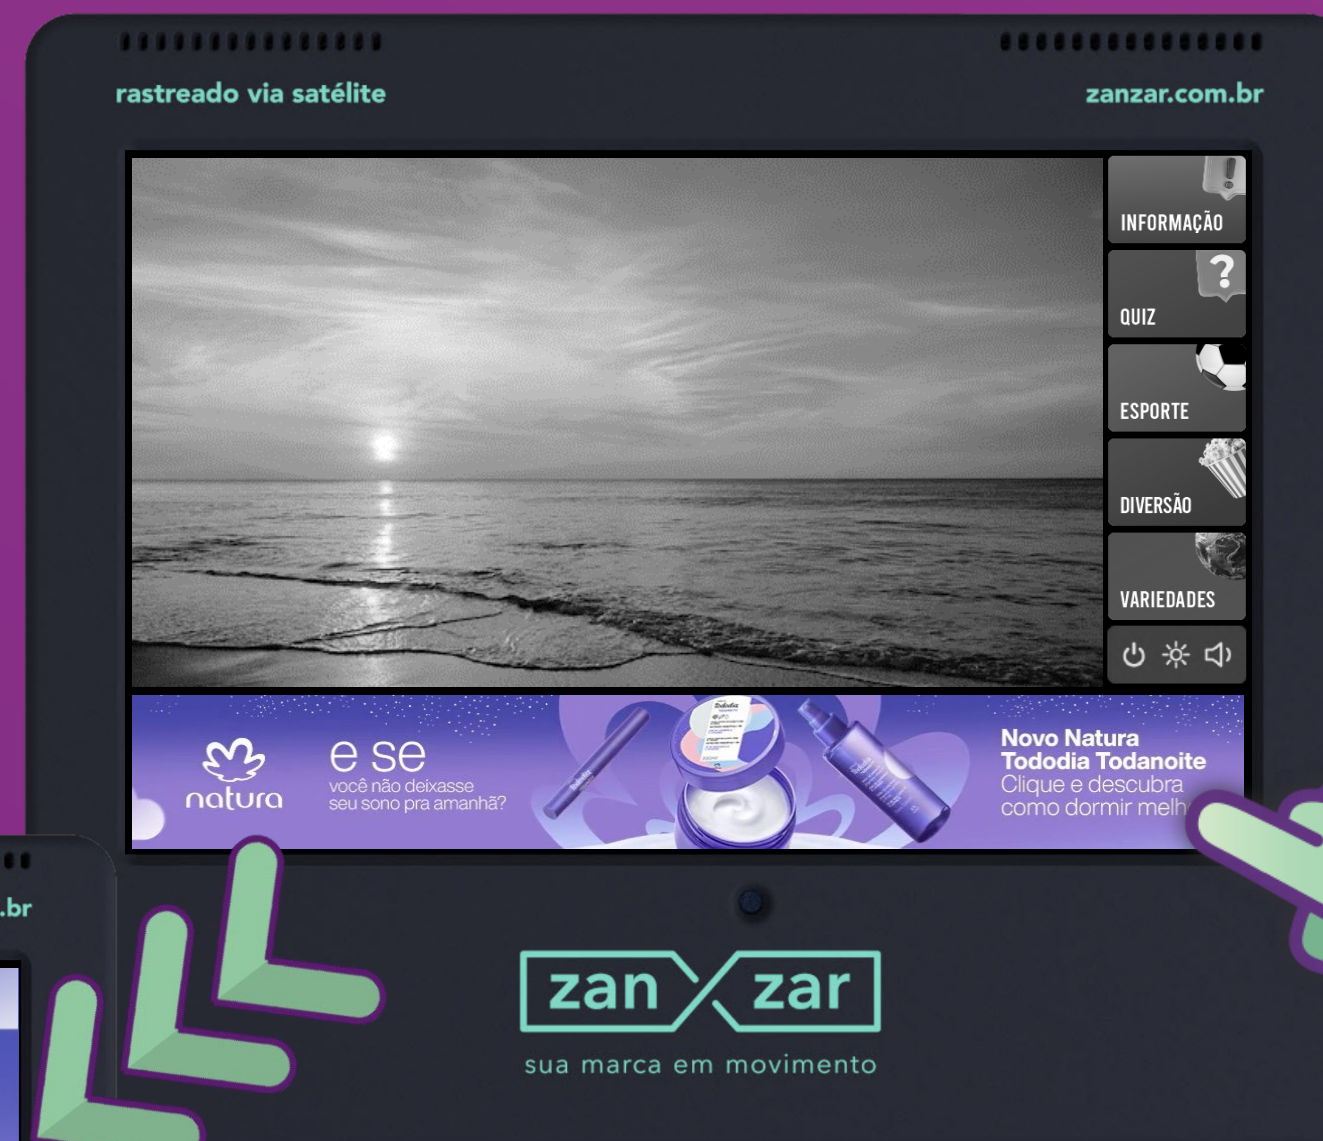 rastreado via satélite
zanzar.com.br
INFORMAÇÃO
QUIZ
ESPORTE
DIVERSÃO
VARIEDADES
natura
e se
você não deixasse
seu sono pra amanhã?
Tododia
Novo Natura
Tododia Todanoite
Clique e descubra
como dormir melh
.br
zan zar
sua marca em movimento